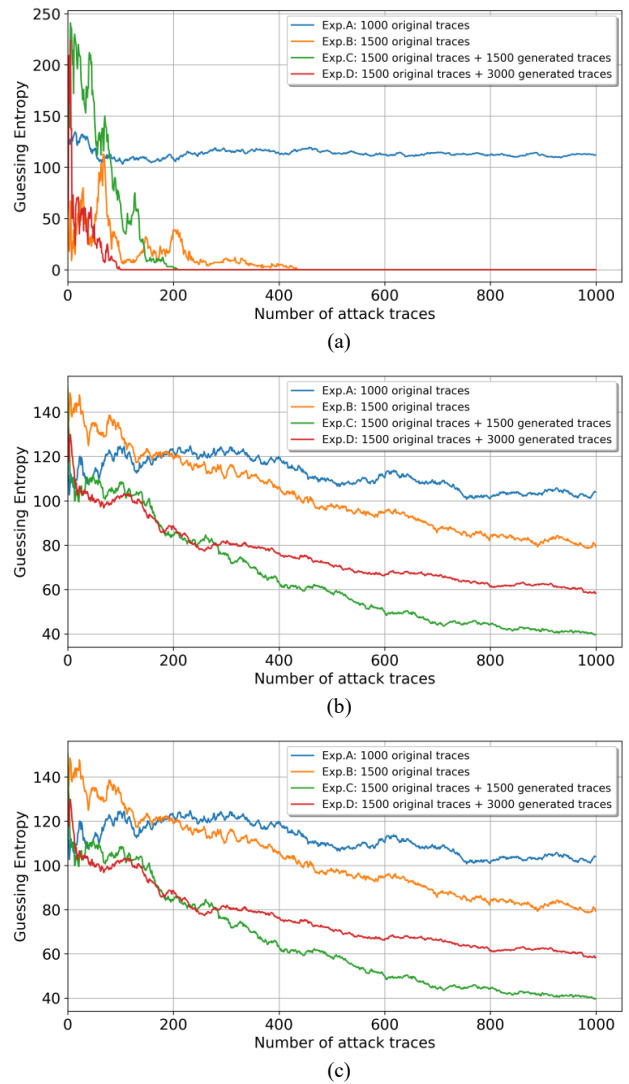 250
200
150
100
50
0
Guessing Entropy
Exp.A: 1000 original traces
Exp.B: 1500 original traces
Exp.C: 1500 original traces + 1500 generated traces
Exp.D: 1500 original traces + 3000 generated traces
0 200 400 600 800 1000
Number of attack traces
(a)
140
120
100
80
60
40
Guessing Entropy
Exp.A: 1000 original traces
Exp.B: 1500 original traces
Exp.C: 1500 original traces + 1500 generated traces
Exp.D: 1500 original traces + 3000 generated traces
0 200 400 600 800 1000
Number of attack traces
(b)
140
120
100
80
60
40
Guessing Entropy
Exp.A: 1000 original traces
Exp.B: 1500 original traces
Exp.C: 1500 original traces + 1500 generated traces
Exp.D: 1500 original traces + 3000 generated traces
0 200 400 600 800 1000
Number of attack traces
(c)